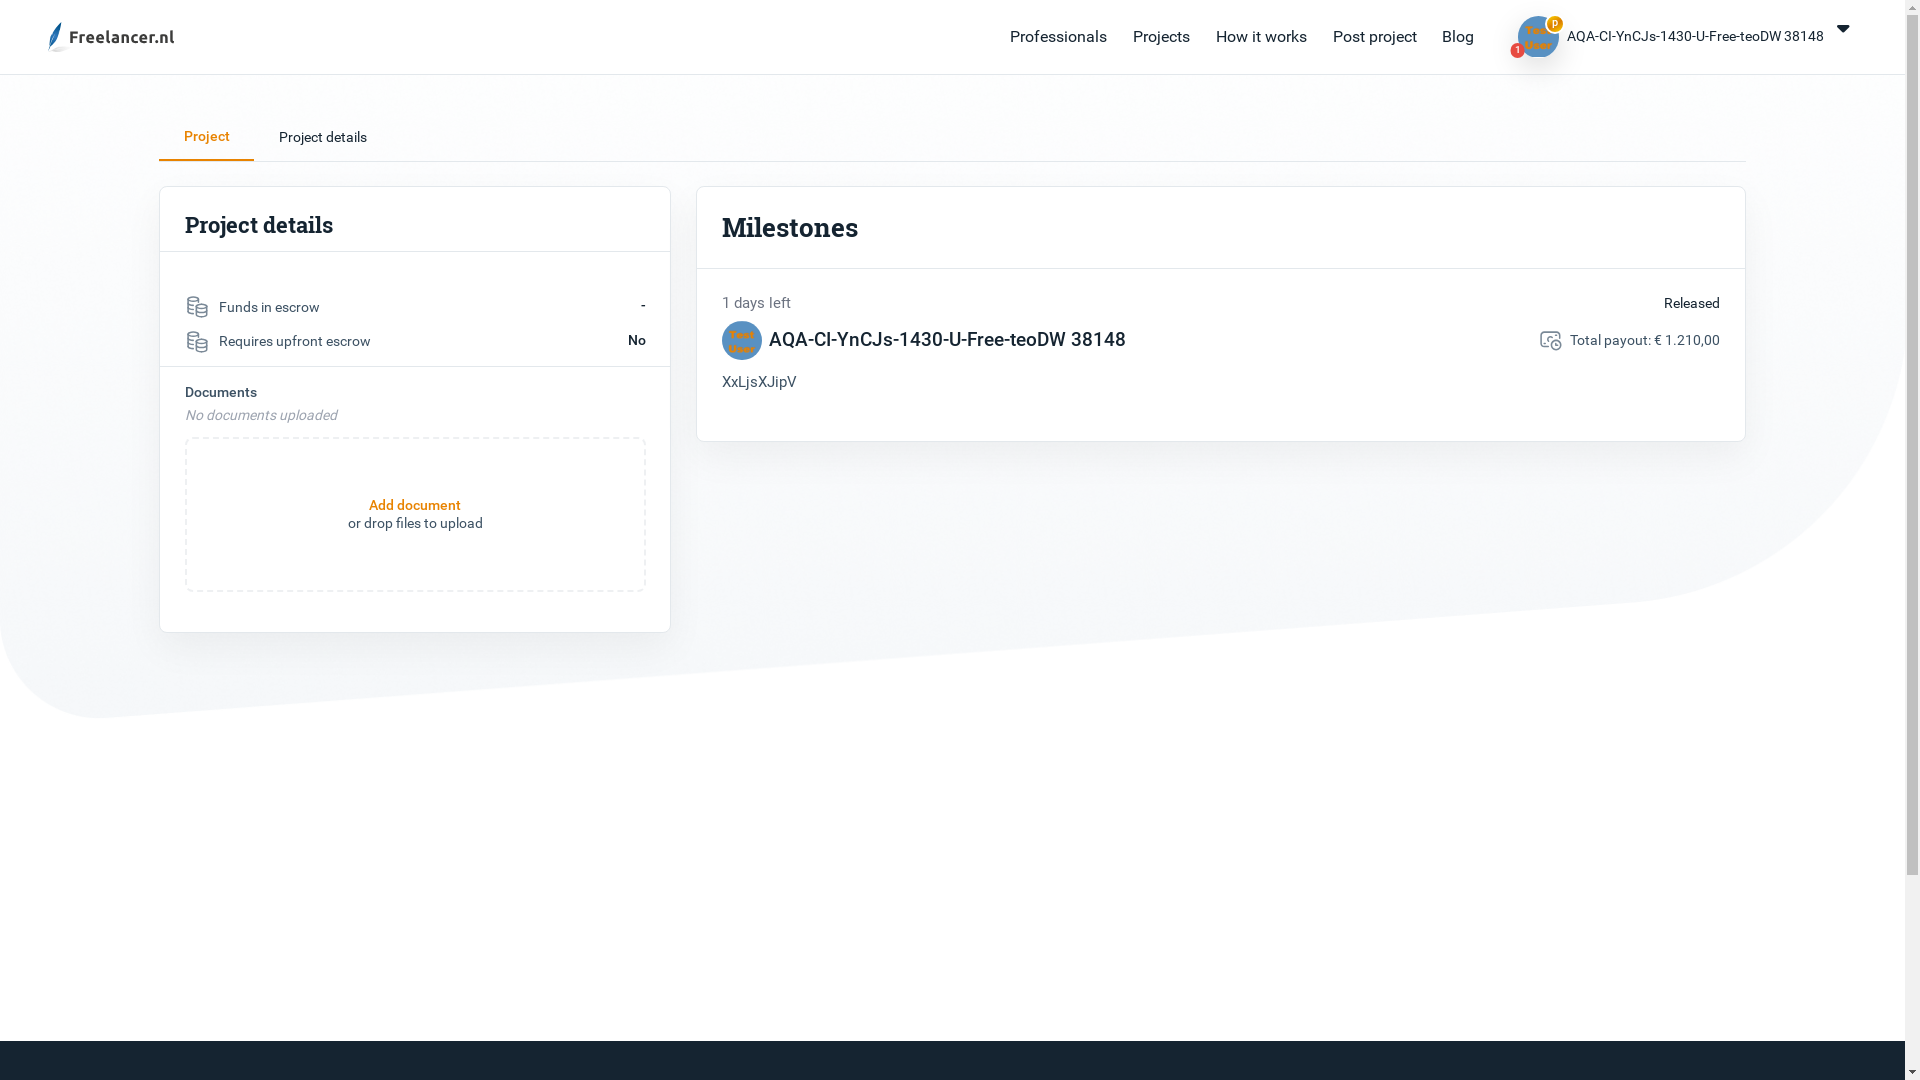 Freelancer.nl
Professionals
Projects
How it works
Post project
Blog
Test
User
p
1
AQA-CI-YnCJs-1430-U-Free-teoDW 38148
Project
Project details
Project details
Funds in escrow
-
Requires upfront escrow
No
Documents
No documents uploaded
Add document
or drop files to upload
Milestones
1 days left
Released
Test
User
AQA-CI-YnCJs-1430-U-Free-teoDW 38148
Total payout: € 1.210,00
XxLjsXJipV